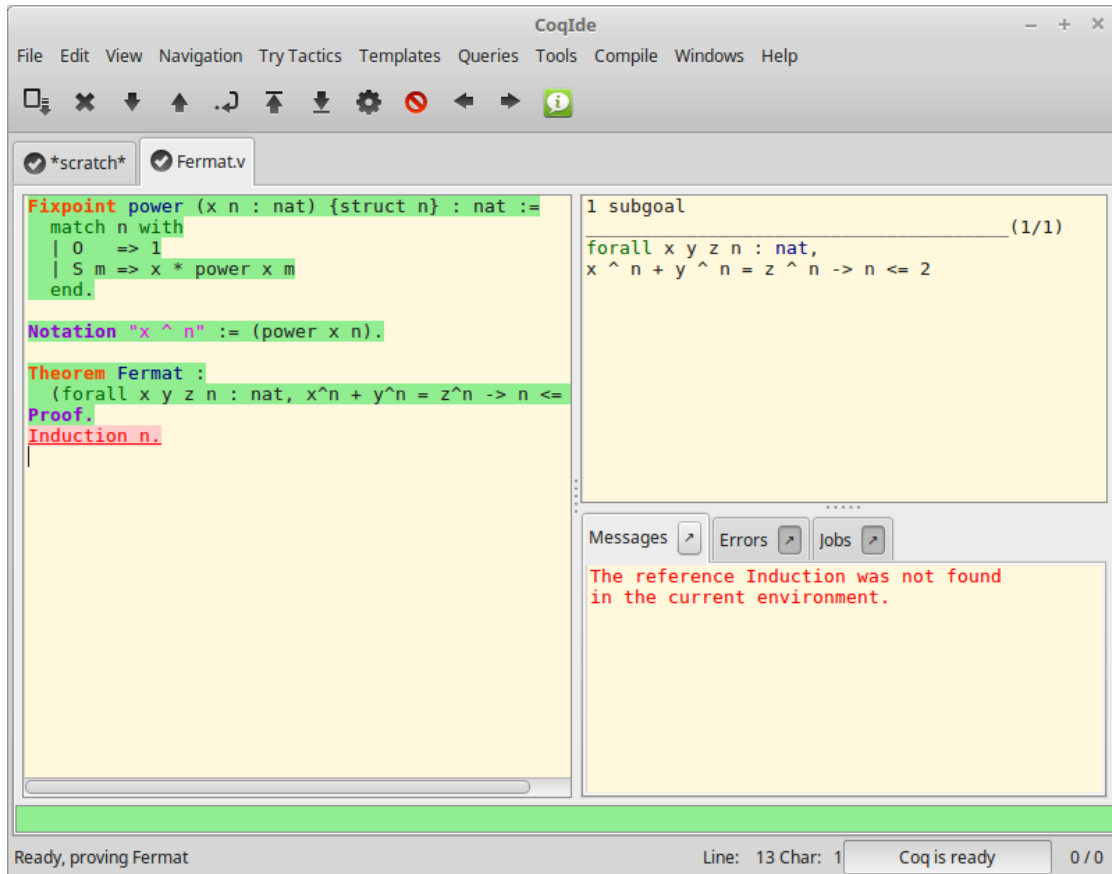 CoqIde
File Edit View Navigation Try Tactics Templates Queries Tools Compile Windows Help
*scratch* Fermat.v
Fixpoint power (x n : nat) {struct n} : nat :=
  match n with
  | O   => 1
  | S m => x * power x m
  end.
Notation "x ^ n" := (power x n).
Theorem Fermat :
  (forall x y z n : nat, x^n + y^n = z^n -> n <=
Proof.
Induction n.
1 subgoal
______________________________________(1/1)
forall x y z n : nat,
x ^ n + y ^ n = z ^ n -> n <= 2
Messages Errors Jobs
The reference Induction was not found
in the current environment.
Ready, proving Fermat Line: 13 Char: 1 Coq is ready 0 / 0